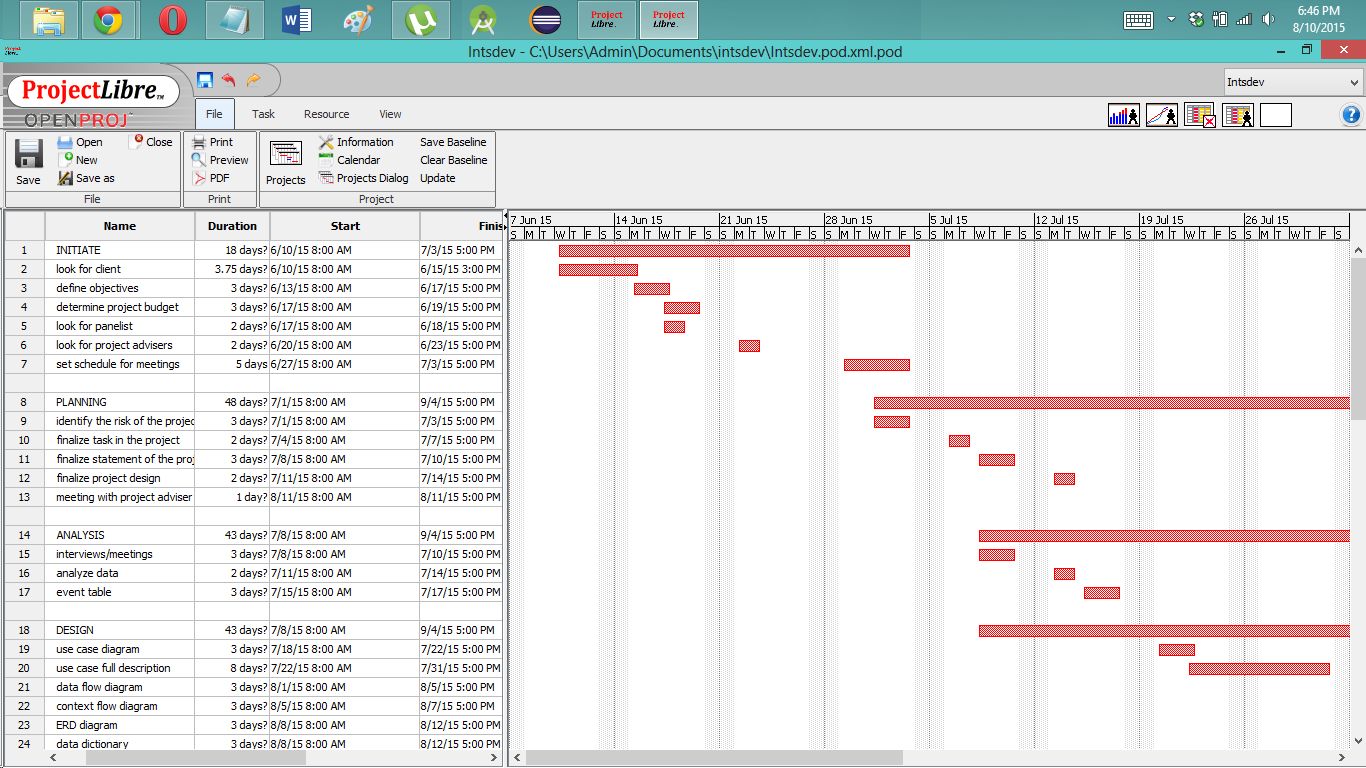 6:46 PM
8/10/2015
Project
Libre.
Project
Libre.
Intsdev - C:\Users\Admin\Documents\intsdev\Intsdev.pod.xml.pod
ProjectLibre™
OPENPROJ
File Task Resource View
Intsdev
Save
Open
New
Save as
Close
File
Print
Preview
PDF
Print
Projects
Information
Calendar
Projects Dialog
Save Baseline
Clear Baseline
Update
Project
Name Duration Start Finis
7 Jun 15 14 Jun 15 21 Jun 15 28 Jun 15 5 Jul 15 12 Jul 15 19 Jul 15 26 Jul 15
S M T W T F S S M T W T F S S M T W T F S S M T W T F S S M T W T F S S M T W T F S S M T W T F S S M T W T F S
1 INITIATE 18 days? 6/10/15 8:00 AM 7/3/15 5:00 PM
2 look for client 3.75 days? 6/10/15 8:00 AM 6/15/15 3:00 PM
3 define objectives 3 days? 6/13/15 8:00 AM 6/17/15 5:00 PM
4 determine project budget 3 days? 6/17/15 8:00 AM 6/19/15 5:00 PM
5 look for panelist 2 days? 6/17/15 8:00 AM 6/18/15 5:00 PM
6 look for project advisers 2 days? 6/20/15 8:00 AM 6/23/15 5:00 PM
7 set schedule for meetings 5 days 6/27/15 8:00 AM 7/3/15 5:00 PM
8 PLANNING 48 days? 7/1/15 8:00 AM 9/4/15 5:00 PM
9 identify the risk of the projec 3 days? 7/1/15 8:00 AM 7/3/15 5:00 PM
10 finalize task in the project 2 days? 7/4/15 8:00 AM 7/7/15 5:00 PM
11 finalize statement of the proj 3 days? 7/8/15 8:00 AM 7/10/15 5:00 PM
12 finalize project design 2 days? 7/11/15 8:00 AM 7/14/15 5:00 PM
13 meeting with project adviser 1 day? 8/11/15 8:00 AM 8/11/15 5:00 PM
14 ANALYSIS 43 days? 7/8/15 8:00 AM 9/4/15 5:00 PM
15 interviews/meetings 3 days? 7/8/15 8:00 AM 7/10/15 5:00 PM
16 analyze data 2 days? 7/11/15 8:00 AM 7/14/15 5:00 PM
17 event table 3 days? 7/15/15 8:00 AM 7/17/15 5:00 PM
18 DESIGN 43 days? 7/8/15 8:00 AM 9/4/15 5:00 PM
19 use case diagram 3 days? 7/18/15 8:00 AM 7/22/15 5:00 PM
20 use case full description 8 days? 7/22/15 8:00 AM 7/31/15 5:00 PM
21 data flow diagram 3 days? 8/1/15 8:00 AM 8/5/15 5:00 PM
22 context flow diagram 3 days? 8/5/15 8:00 AM 8/7/15 5:00 PM
23 ERD diagram 3 days? 8/8/15 8:00 AM 8/12/15 5:00 PM
24 data dictionary 3 days? 8/8/15 8:00 AM 8/12/15 5:00 PM